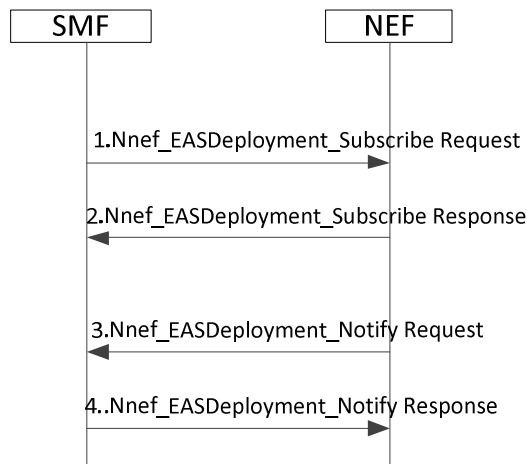 SMF
NEF
1.Nnef_EASDeployment_Subscribe Request
2.Nnef_EASDeployment_Subscribe Response
3.Nnef_EASDeployment_Notify Request
4..Nnef_EASDeployment_Notify Response